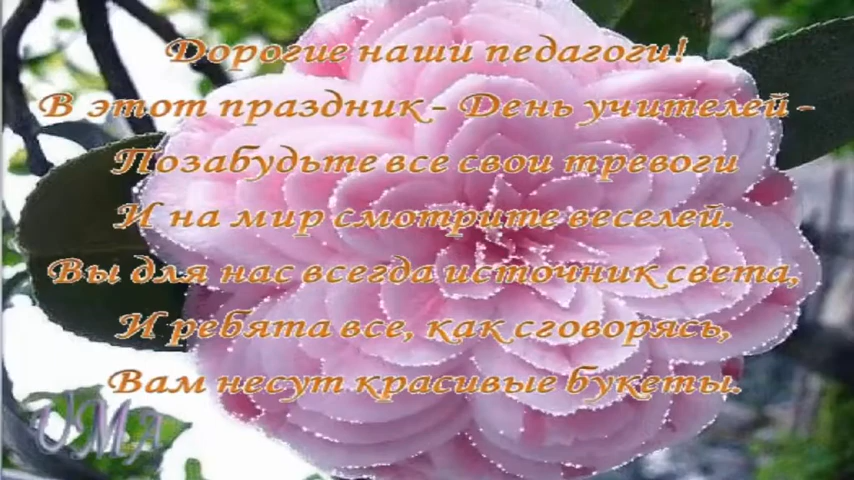 Дорогие наши педагоги!
В этот праздник - День учителей -
Позабудьте все свои тревоги
И на мир смотрите веселей.
Вы для нас всегда источник света,
И ребята все, как сговорясь,
Вам несут красивые букеты.
UMA